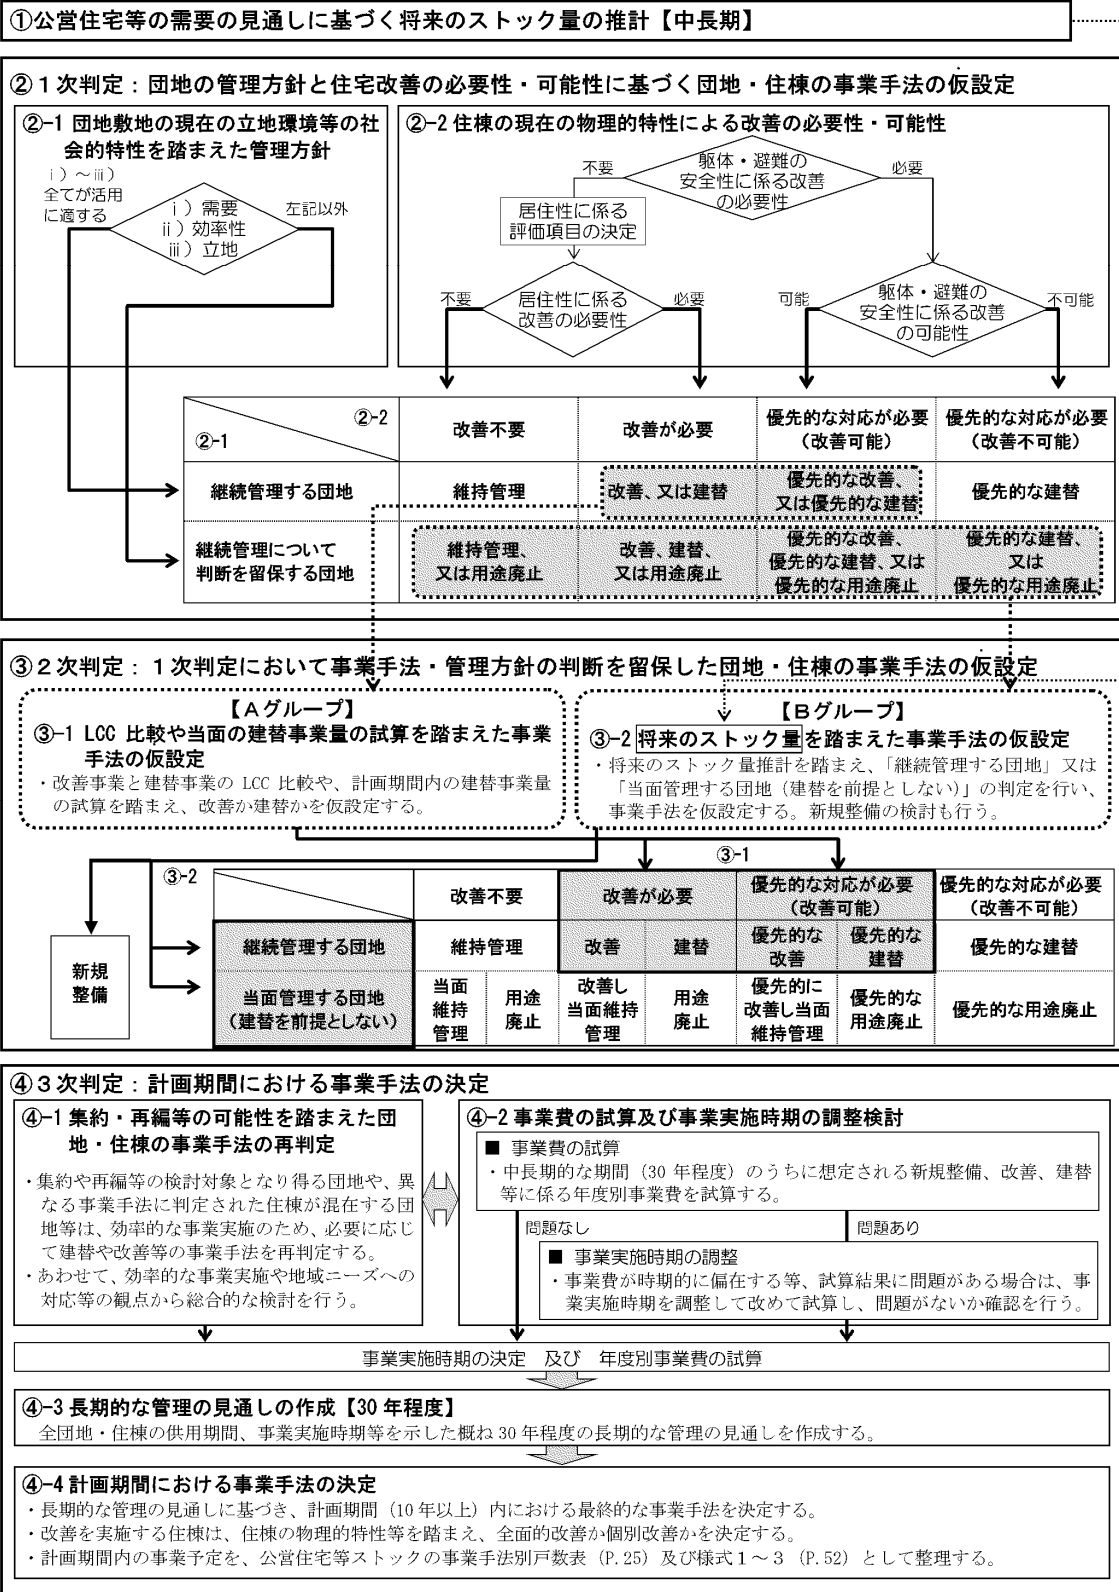 ①公営住宅等の需要の見通しに基づく将来のストック量の推計【中長期】
②１次判定：団地の管理方針と住宅改善の必要性・可能性に基づく団地・住棟の事業手法の仮設定
②-1 団地敷地の現在の立地環境等の社
会的特性を踏まえた管理方針
ⅰ）～ⅲ）
全てが活用
に適する
ⅰ）需要
ⅱ）効率性
ⅲ）立地
左記以外
②-2 住棟の現在の物理的特性による改善の必要性・可能性
不要
躯体・避難の
安全性に係る改善
の必要性
必要
居住性に係る
評価項目の決定
不要
居住性に係る
改善の必要性
必要
可能
躯体・避難の
安全性に係る改善
の可能性
不可能
②-2
②-1
改善不要
改善が必要
優先的な対応が必要
（改善可能）
優先的な対応が必要
（改善不可能）
継続管理する団地
維持管理
改善、又は建替
優先的な改善、
又は優先的な建替
優先的な建替
継続管理について
判断を留保する団地
維持管理、
又は用途廃止
改善、建替、
又は用途廃止
優先的な改善、
優先的な建替、又は
優先的な用途廃止
優先的な建替、
又は
優先的な用途廃止
③２次判定：１次判定において事業手法・管理方針の判断を留保した団地・住棟の事業手法の仮設定
【Ａグループ】
③-1 LCC 比較や当面の建替事業量の試算を踏まえた事業
手法の仮設定
・改善事業と建替事業の LCC 比較や、計画期間内の建替事業量
の試算を踏まえ、改善か建替かを仮設定する。
【Ｂグループ】
③-2 将来のストック量を踏まえた事業手法の仮設定
・将来のストック量推計を踏まえ、「継続管理する団地」又は
「当面管理する団地（建替を前提としない）」の判定を行い、
事業手法を仮設定する。新規整備の検討も行う。
③-1
③-2
改善不要
改善が必要
優先的な対応が必要
（改善可能）
優先的な対応が必要
（改善不可能）
新規
整備
継続管理する団地
維持管理
改善
建替
優先的な
改善
優先的な
建替
優先的な建替
当面管理する団地
（建替を前提としない）
当面
維持
管理
用途
廃止
改善し
当面維持
管理
用途
廃止
優先的に
改善し当面
維持管理
優先的な
用途廃止
優先的な用途廃止
④３次判定：計画期間における事業手法の決定
④-1 集約・再編等の可能性を踏まえた団
地・住棟の事業手法の再判定
・集約や再編等の検討対象となり得る団地や、異
なる事業手法に判定された住棟が混在する団
地等は、効率的な事業実施のため、必要に応じ
て建替や改善等の事業手法を再判定する。
・あわせて、効率的な事業実施や地域ニーズへの
対応等の観点から総合的な検討を行う。
④-2 事業費の試算及び事業実施時期の調整検討
■ 事業費の試算
・中長期的な期間（30 年程度）のうちに想定される新規整備、改善、建替
等に係る年度別事業費を試算する。
問題なし
問題あり
■ 事業実施時期の調整
・事業費が時期的に偏在する等、試算結果に問題がある場合は、事
業実施時期を調整して改めて試算し、問題がないか確認を行う。
事業実施時期の決定　及び　年度別事業費の試算
④-3 長期的な管理の見通しの作成【30 年程度】
全団地・住棟の供用期間、事業実施時期等を示した概ね 30 年程度の長期的な管理の見通しを作成する。
④-4 計画期間における事業手法の決定
・長期的な管理の見通しに基づき、計画期間（10 年以上）内における最終的な事業手法を決定する。
・改善を実施する住棟は、住棟の物理的特性等を踏まえ、全面的改善か個別改善かを決定する。
・計画期間内の事業予定を、公営住宅等ストックの事業手法別戸数表（P.25）及び様式１～３（P.52）として整理する。